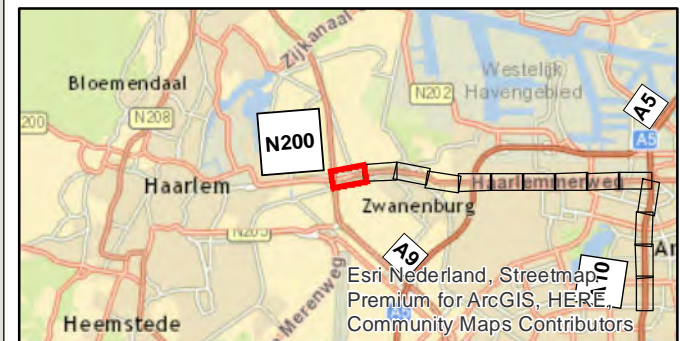 Zijkanaal
Westelijk
Havengebied
Bloemendaal
N202
A5
N208
A5
200
N200
Haarlem
Haarlemmerweg
Zwanenburg
N205
A9
A10
Esri Nederland, Streetmap
Premium for ArcGIS, HERE,
Community Maps Contributors
Heemstede
Merenweg